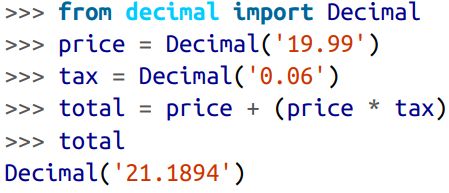 >>> from decimal import Decimal
>>> price = Decimal('19.99')
>>> tax = Decimal('0.06')
>>> total = price + (price * tax)
>>> total
Decimal('21.1894')